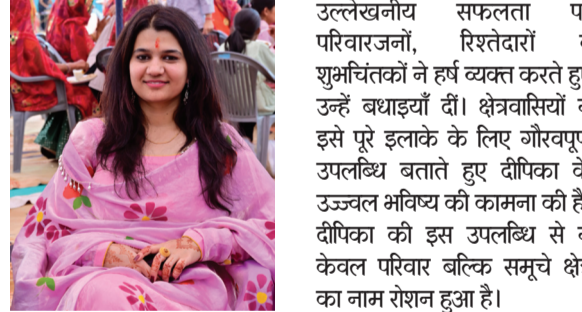 उल्लेखनीय सफलता
परिवारजनों, रिश्तेदारों
शुभचिंतकों ने हर्ष व्यक्त करते
उन्हें बधाइयाँ दीं। क्षेत्रवासियों
इसे पूरे इलाके के लिए
उपलब्धि बताते हुए दीपिका
उज्ज्वल भविष्य की कामना की
दीपिका की इस उपलब्धि से
केवल परिवार बल्कि समूचे
का नाम रोशन हुआ है।